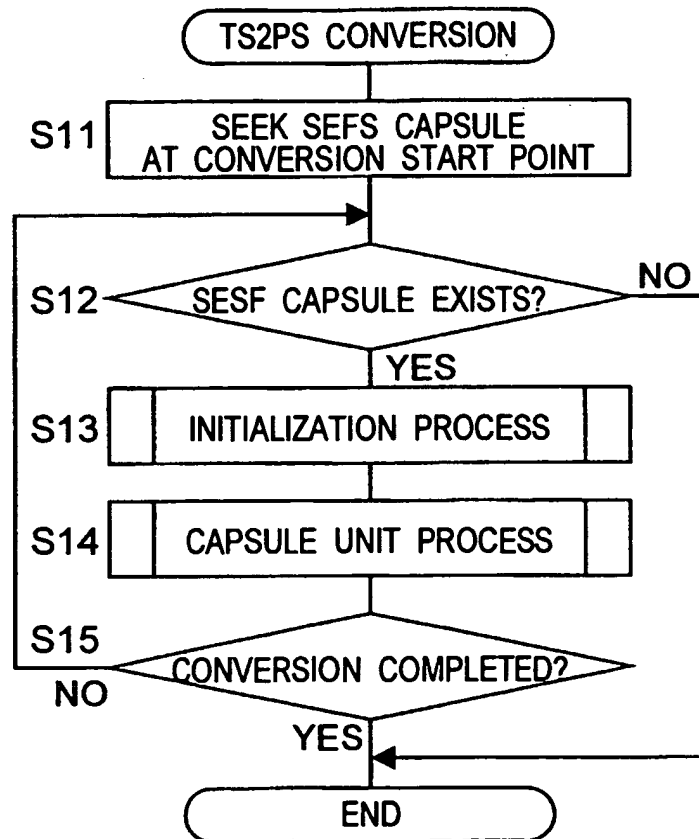 TS2PS CONVERSION
S11
SEEK SEFS CAPSULE
AT CONVERSION START POINT
S12
SESF CAPSULE EXISTS?
NO
YES
S13
INITIALIZATION PROCESS
S14
CAPSULE UNIT PROCESS
S15
CONVERSION COMPLETED?
NO
YES
END